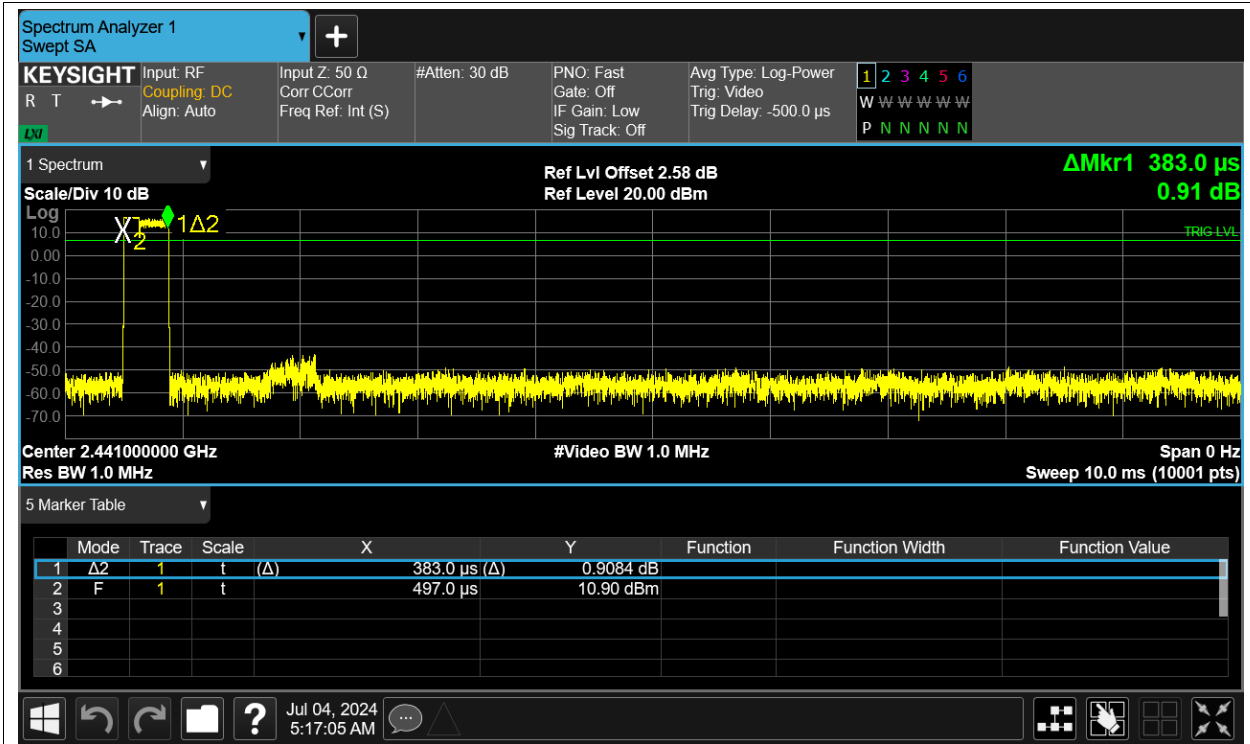 Spectrum Analyzer 1
Swept SA
KEYSIGHT Input: RF Input Z: 50 Ω #Atten: 30 dB PNO: Fast Avg Type: Log-Power 1 2 3 4 5 6
R T Coupling: DC Corr CCorr Gate: Off Trig: Video W W W W W W
Align: Auto Freq Ref: Int (S) IF Gain: Low Trig Delay: -500.0 µs P N N N N N
LXI Sig Track: Off
1 Spectrum Ref Lvl Offset 2.58 dB ΔMkr1 383.0 µs
Scale/Div 10 dB Ref Level 20.00 dBm 0.91 dB
Log
10.0 X 2 1Δ2 TRIG LVL
0.00
-10.0
-20.0
-30.0
-40.0
-50.0
-60.0
-70.0
Center 2.441000000 GHz #Video BW 1.0 MHz Span 0 Hz
Res BW 1.0 MHz Sweep 10.0 ms (10001 pts)
5 Marker Table
Mode Trace Scale X Y Function Function Width Function Value
1 Δ2 1 t (Δ) 383.0 µs (Δ) 0.9084 dB
2 F 1 t 497.0 µs 10.90 dBm
3
4
5
6
? Jul 04, 2024
5:17:05 AM